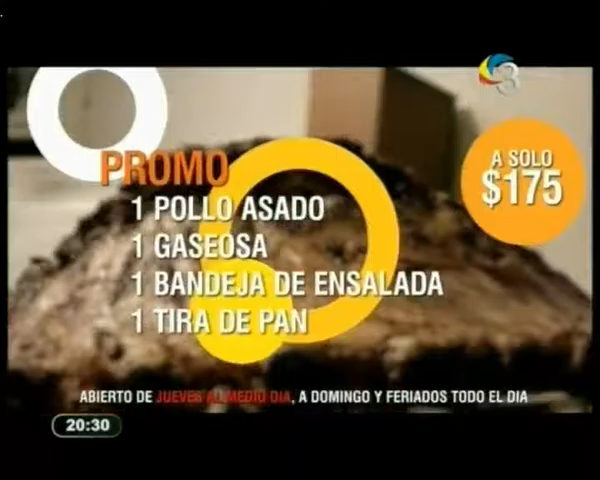 3
PROMO
A SOLO
$175
1 POLLO ASADO
1 GASEOSA
1 BANDEJA DE ENSALADA
1 TIRA DE PAN
ABIERTO DE JUEVES AL MEDIO DIA, A DOMINGO Y FERIADOS TODO EL DIA
20:30